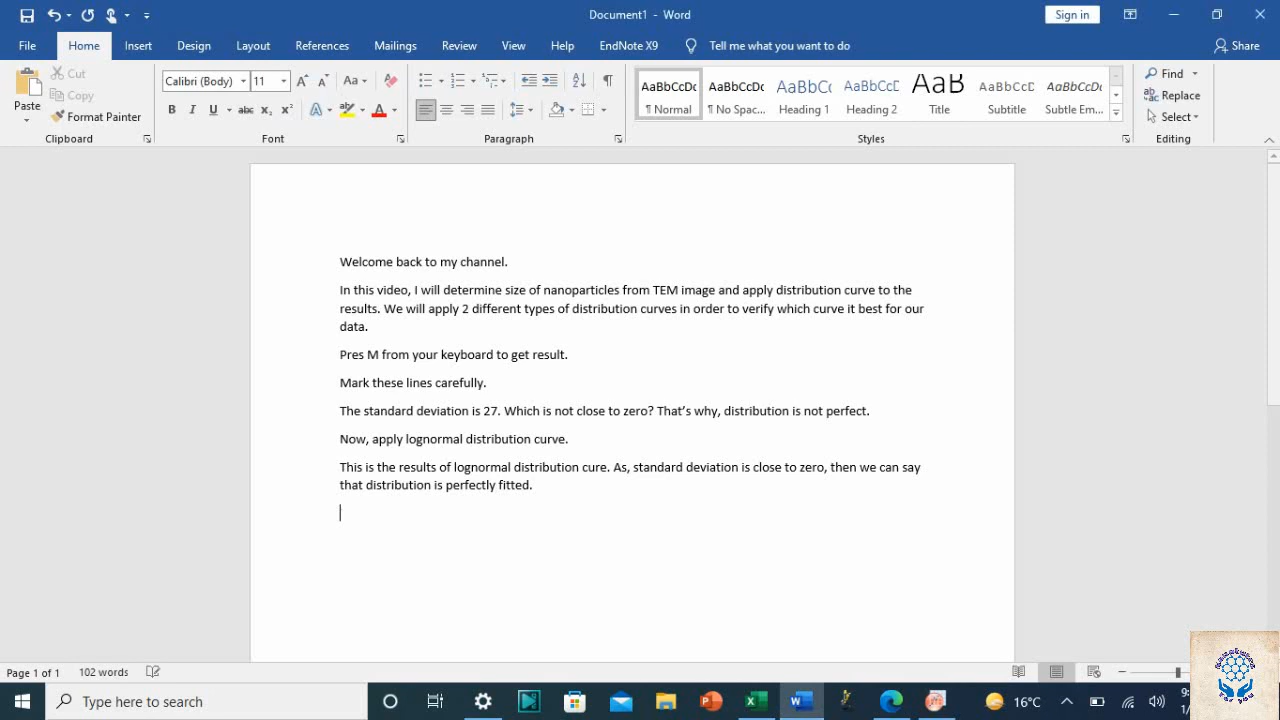 Document1 - Word
Sign in
File Home Insert Design Layout References Mailings Review View Help EndNote X9 Tell me what you want to do Share
Paste
Cut
Copy
Format Painter
Clipboard
Calibri (Body) 11
Font
Paragraph
AaBbCcDc AaBbCcDc AaBbCc AaBbCcD AaB AaBbCcD AaBbCcDc
¶ Normal ¶ No Spac... Heading 1 Heading 2 Title Subtitle Subtle Em...
Styles
Find
Replace
Select
Editing
Welcome back to my channel.
In this video, I will determine size of nanoparticles from TEM image and apply distribution curve to the
results. We will apply 2 different types of distribution curves in order to verify which curve it best for our
data.
Pres M from your keyboard to get result.
Mark these lines carefully.
The standard deviation is 27. Which is not close to zero? That's why, distribution is not perfect.
Now, apply lognormal distribution curve.
This is the results of lognormal distribution cure. As, standard deviation is close to zero, then we can say
that distribution is perfectly fitted.
Page 1 of 1 102 words
Type here to search
16°C